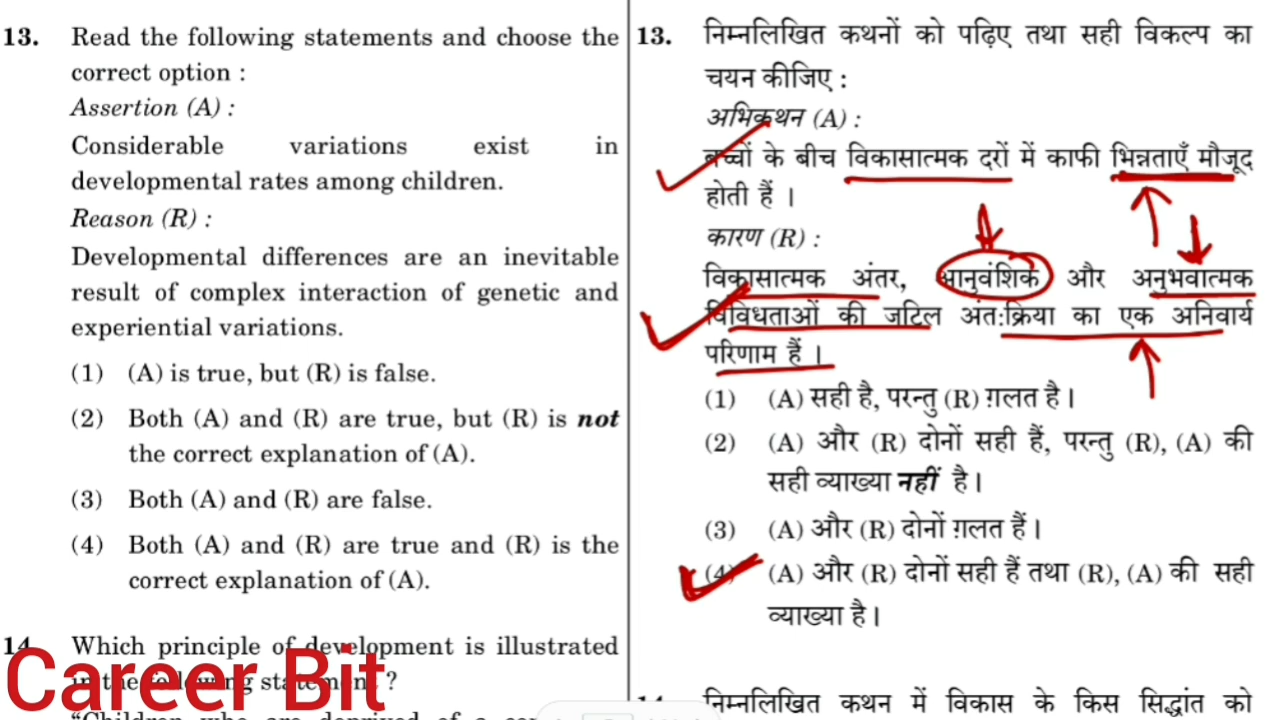 13. Read the following statements and choose the
correct option :
Assertion (A) :
Considerable variations exist in
developmental rates among children.
Reason (R) :
Developmental differences are an inevitable
result of complex interaction of genetic and
experiential variations.
(1) (A) is true, but (R) is false.
(2) Both (A) and (R) are true, but (R) is not
the correct explanation of (A).
(3) Both (A) and (R) are false.
(4) Both (A) and (R) are true and (R) is the
correct explanation of (A).
14. Which principle of development is illustrated
in the following statement ?
Career Bit
13. निम्नलिखित कथनों को पढ़िए तथा सही विकल्प का
चयन कीजिए :
अभिकथन (A) :
बच्चों के बीच विकासात्मक दरों में काफी भिन्नताएँ मौजूद
होती हैं ।
कारण (R) :
विकासात्मक अंतर, आनुवंशिक और अनुभवात्मक
विविधताओं की जटिल अंत:क्रिया का एक अनिवार्य
परिणाम हैं ।
(1) (A) सही है, परन्तु (R) ग़लत है ।
(2) (A) और (R) दोनों सही हैं, परन्तु (R), (A) की
सही व्याख्या नहीं है ।
(3) (A) और (R) दोनों ग़लत हैं ।
(4) (A) और (R) दोनों सही हैं तथा (R), (A) की सही
व्याख्या है ।
निम्नलिखित कथन में विकास के किस सिद्धांत को